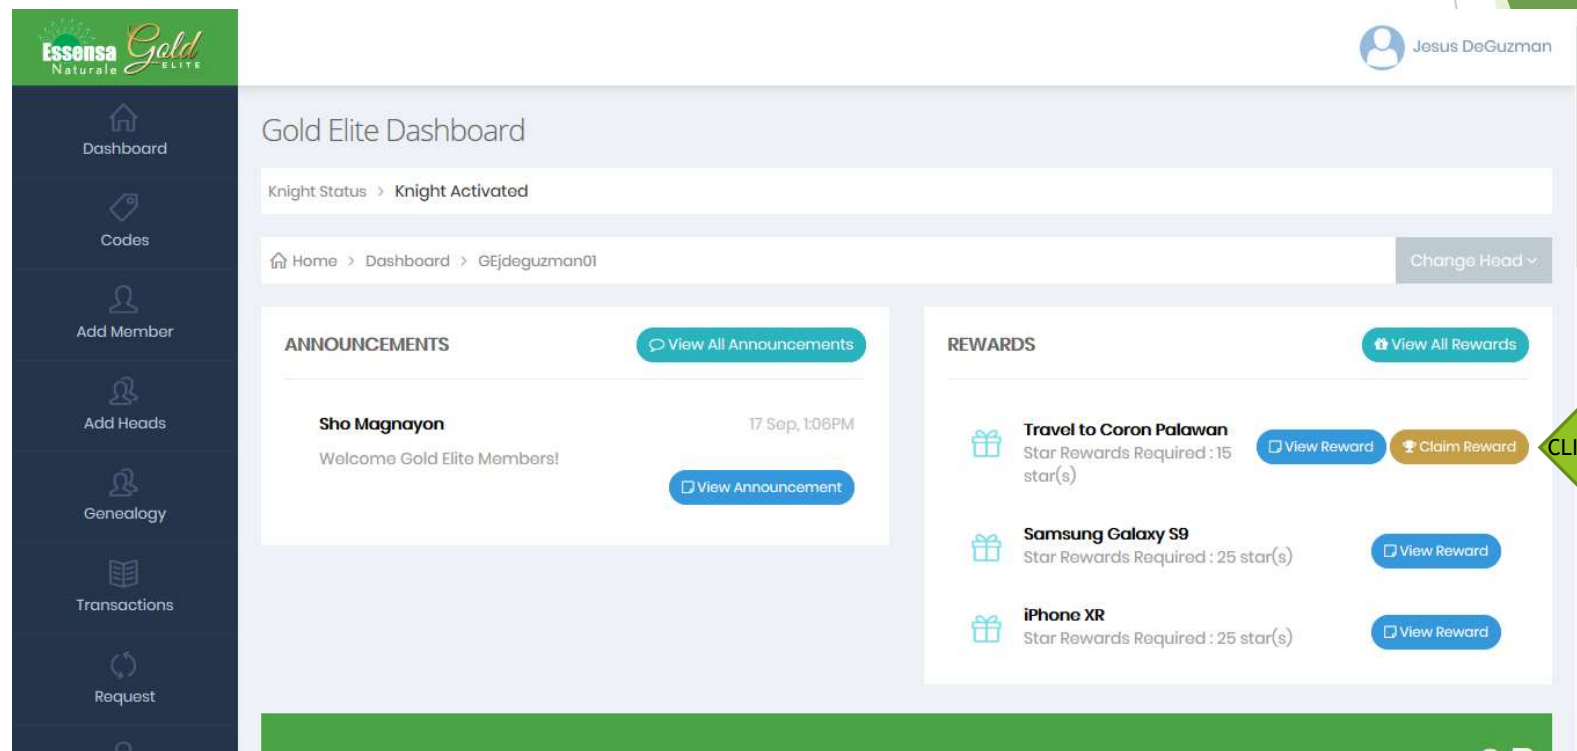 Essensa Gold
Naturale ELITE
Jesus DeGuzman
Dashboard
Codes
Add Member
Add Heads
Genealogy
Transactions
Request
Gold Elite Dashboard
Knight Status > Knight Activated
Home > Dashboard > GEjdeguzman01
Change Head
ANNOUNCEMENTS
View All Announcements
Sho Magnayon
17 Sep, 1:06PM
Welcome Gold Elite Members!
View Announcement
REWARDS
View All Rewards
Travel to Coron Palawan
Star Rewards Required : 15
star(s)
View Reward
Claim Reward
CLI
Samsung Galaxy S9
Star Rewards Required : 25 star(s)
View Reward
iPhone XR
Star Rewards Required : 25 star(s)
View Reward